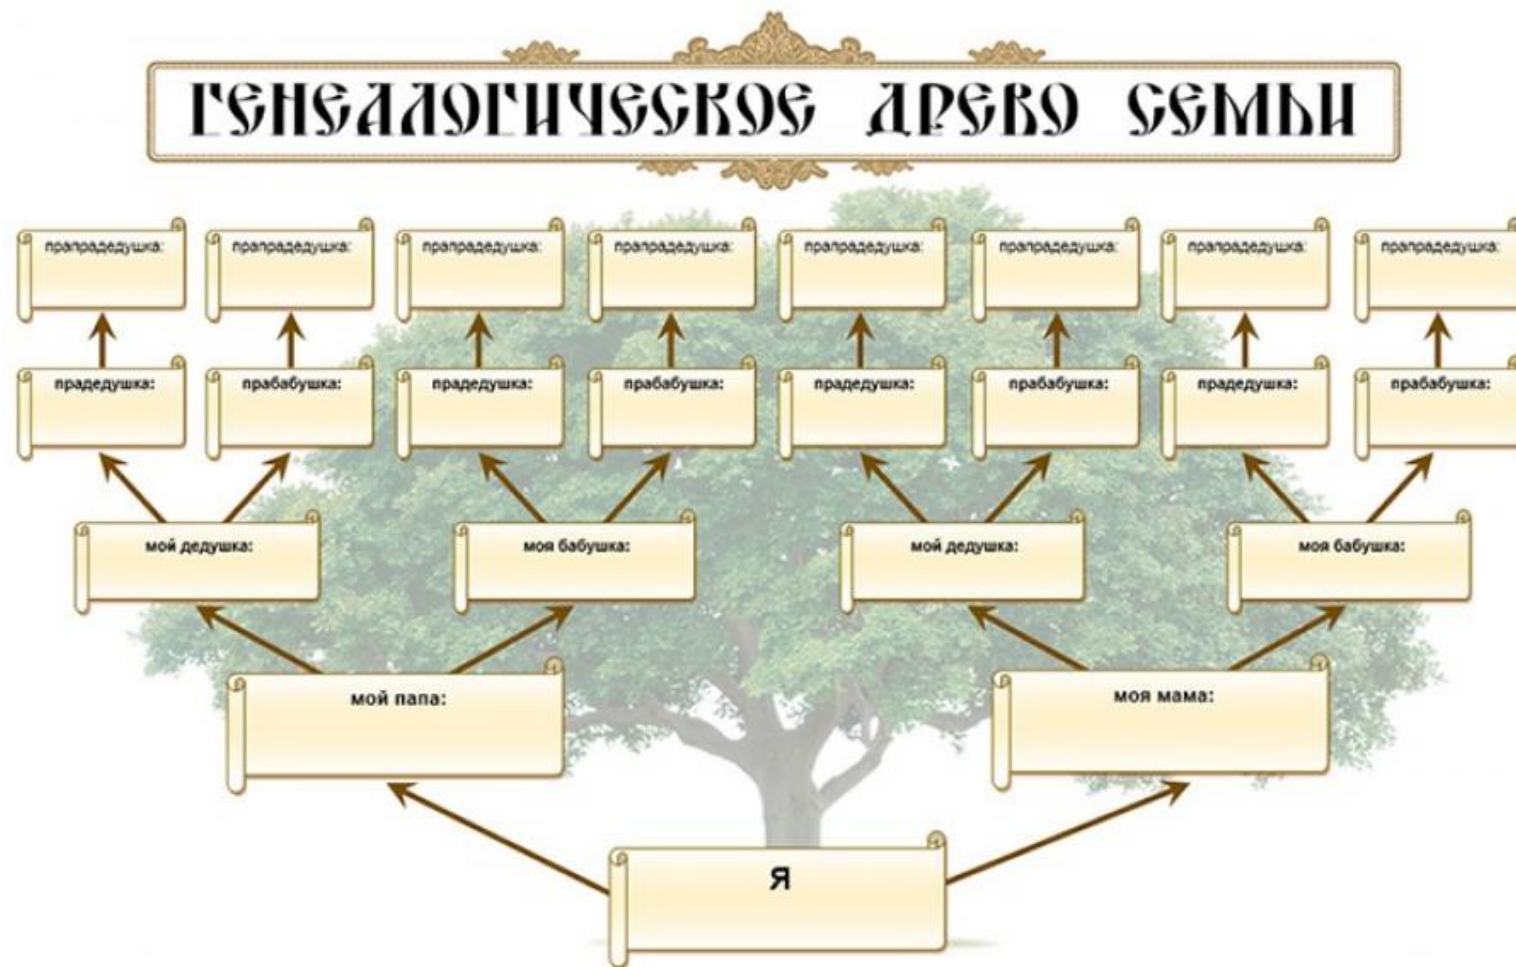 ГЕНЕАЛОГИЧЕСКОЕ ДРЕВО СЕМЬИ
прапрадедушка: прапрадедушка: прапрадедушка: прапрадедушка: прапрадедушка: прапрадедушка: прапрадедушка: прапрадедушка:
прадедушка: прабабушка: прадедушка: прабабушка: прадедушка: прабабушка: прадедушка: прабабушка:
мой дедушка: моя бабушка: мой дедушка: моя бабушка:
мой папа: моя мама:
Я